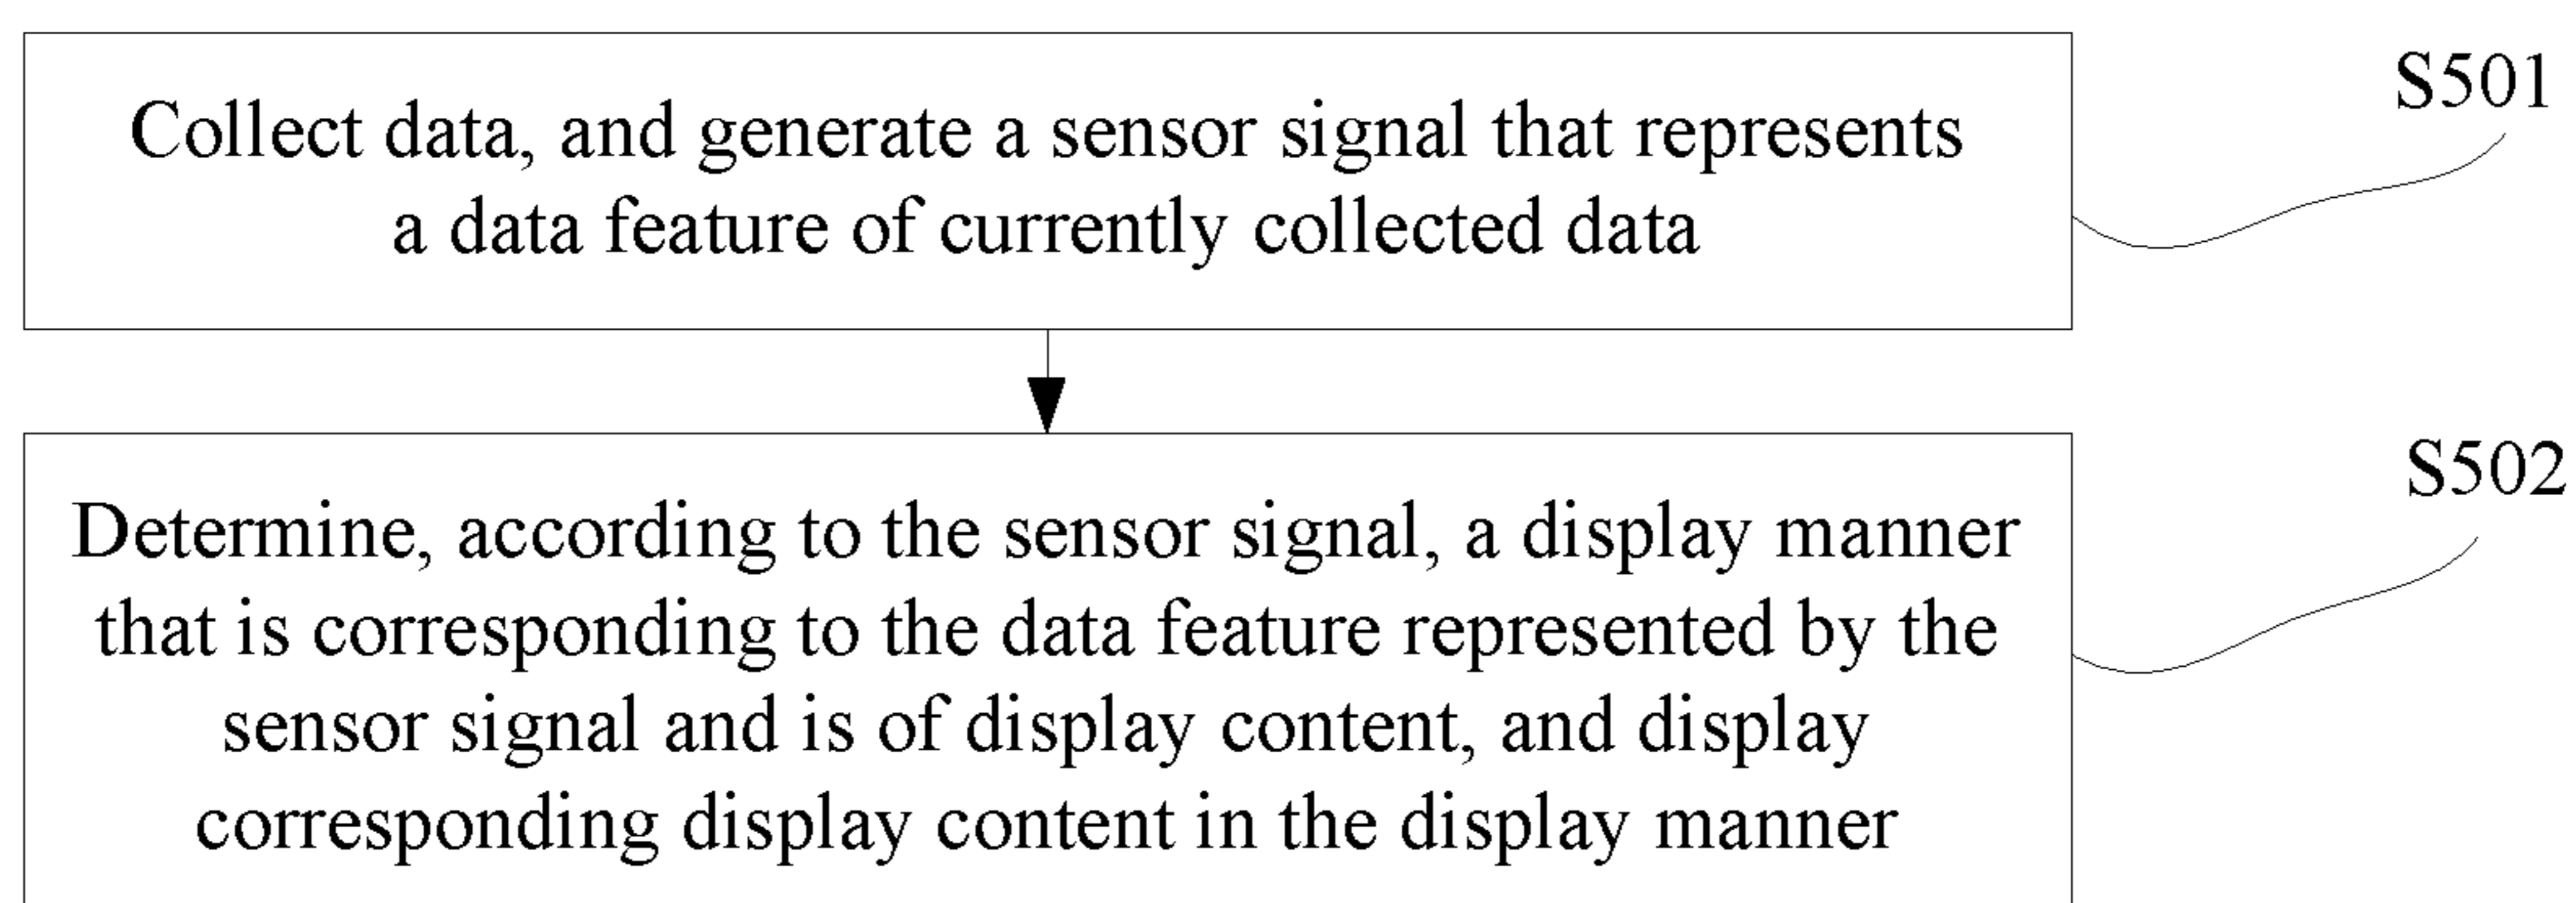 Collect data, and generate a sensor signal that represents
a data feature of currently collected data
S501
Determine, according to the sensor signal, a display manner
that is corresponding to the data feature represented by the
sensor signal and is of display content, and display
corresponding display content in the display manner
S502